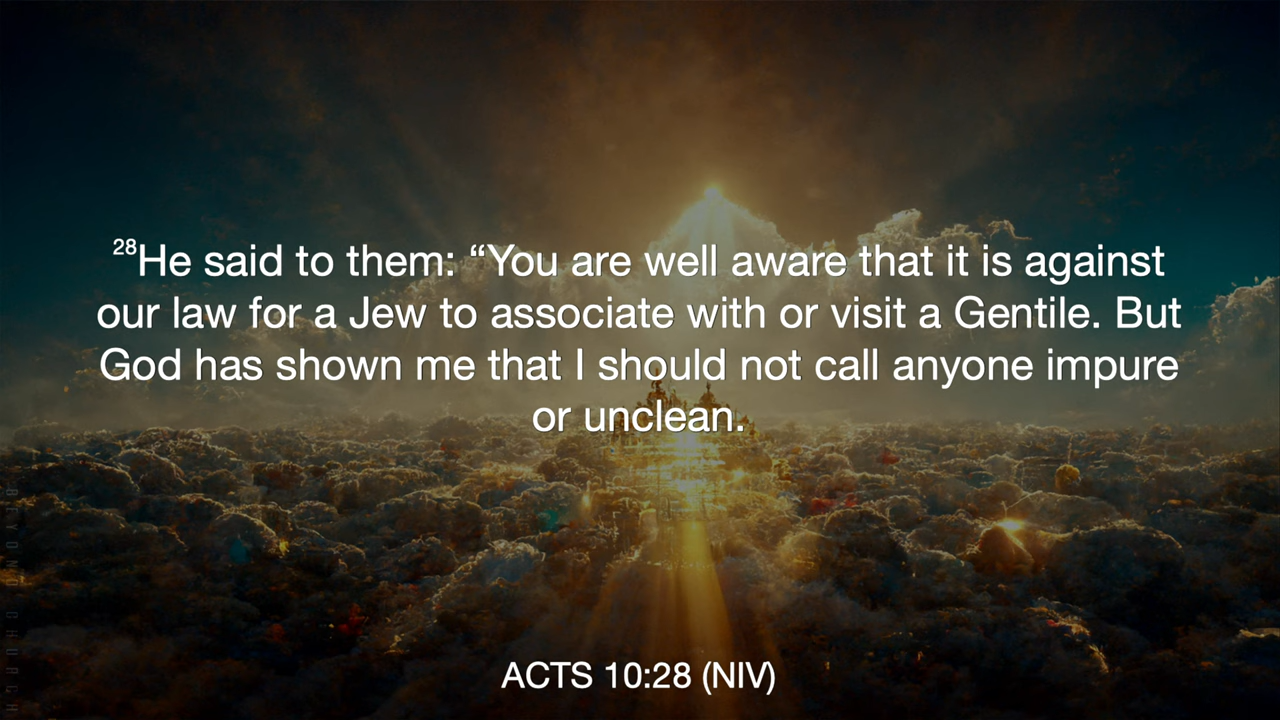 28He said to them: “You are well aware that it is against
our law for a Jew to associate with or visit a Gentile. But
God has shown me that I should not call anyone impure
or unclean.
ACTS 10:28 (NIV)
CHURCH